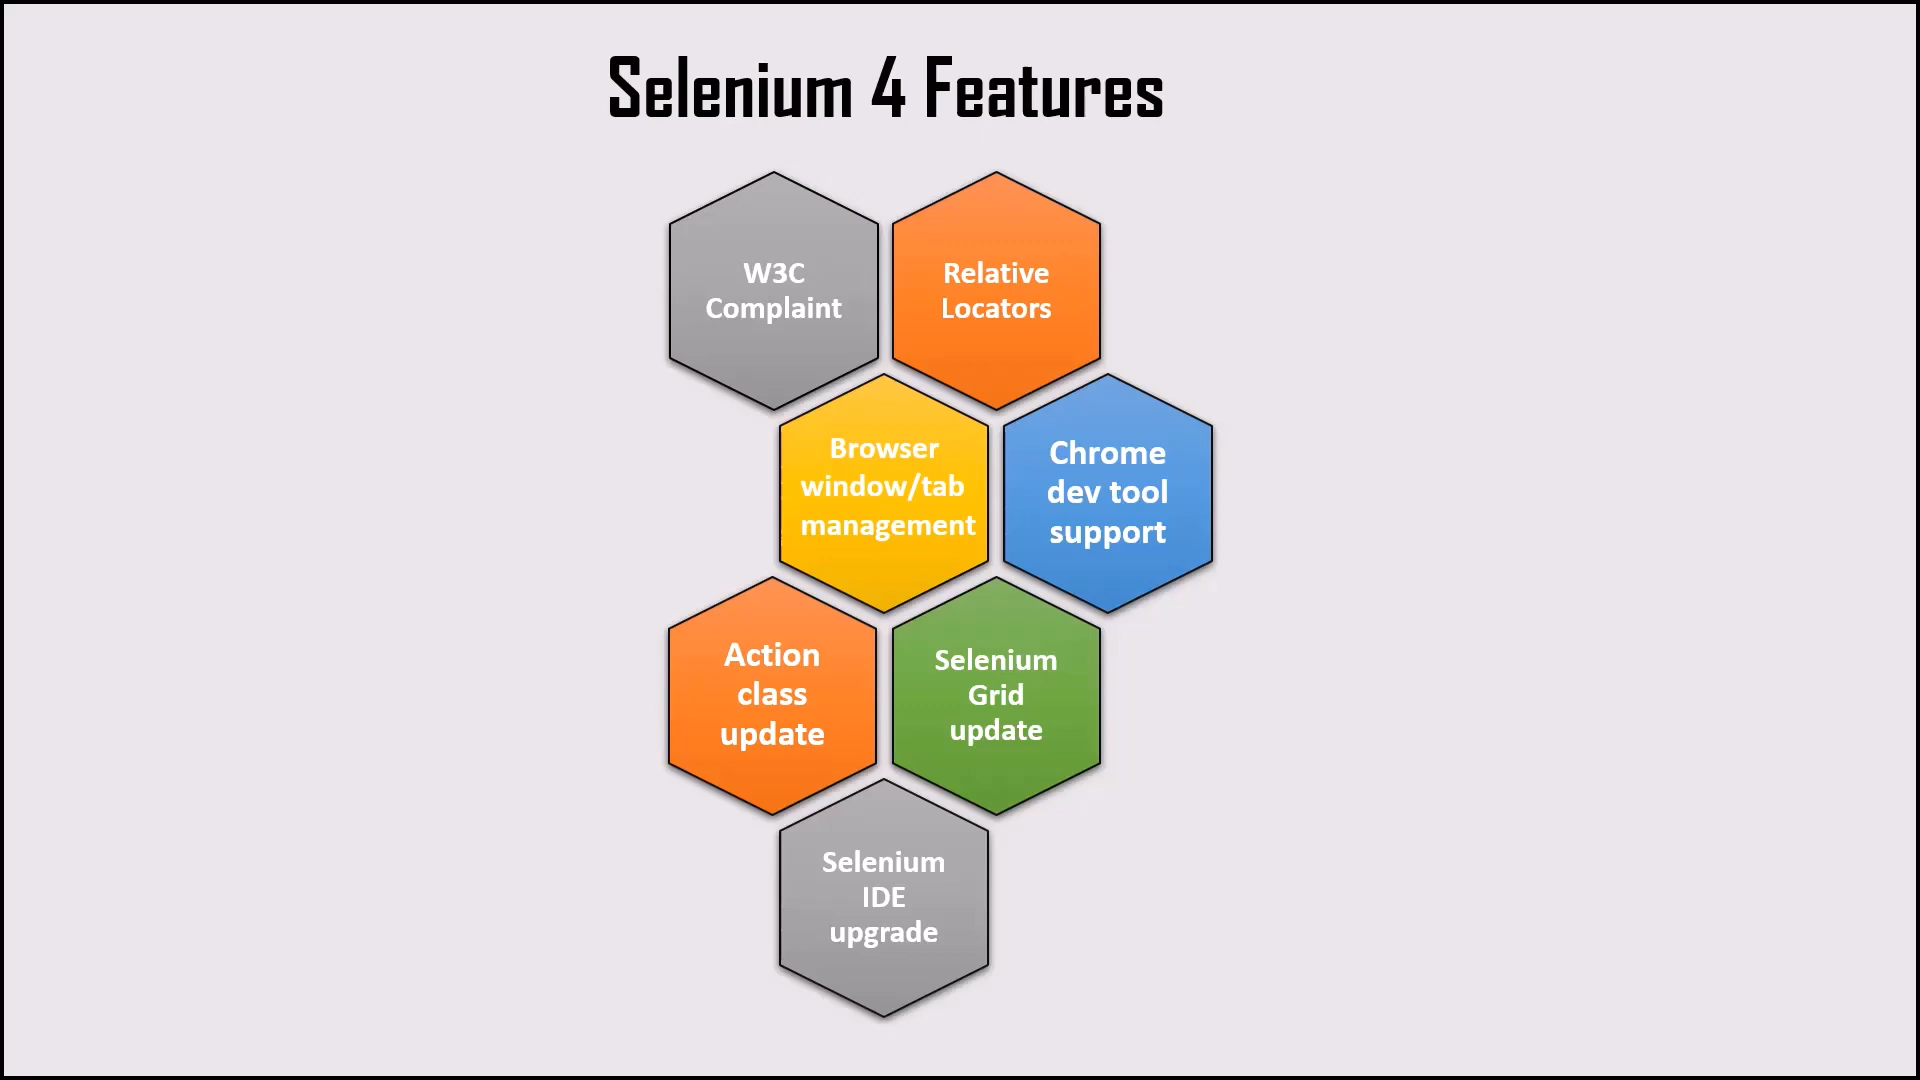 Selenium 4 Features
W3C
Complaint
Relative
Locators
Browser
window/tab
management
Chrome
dev tool
support
Action
class
update
Selenium
Grid
update
Selenium
IDE
upgrade